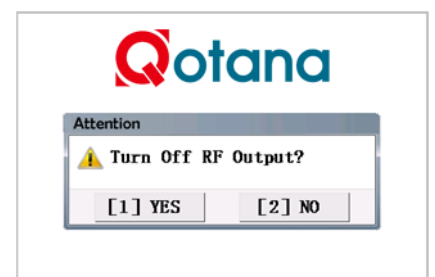 Qotana
Attention
Turn Off RF Output?
[1] YES [2] NO